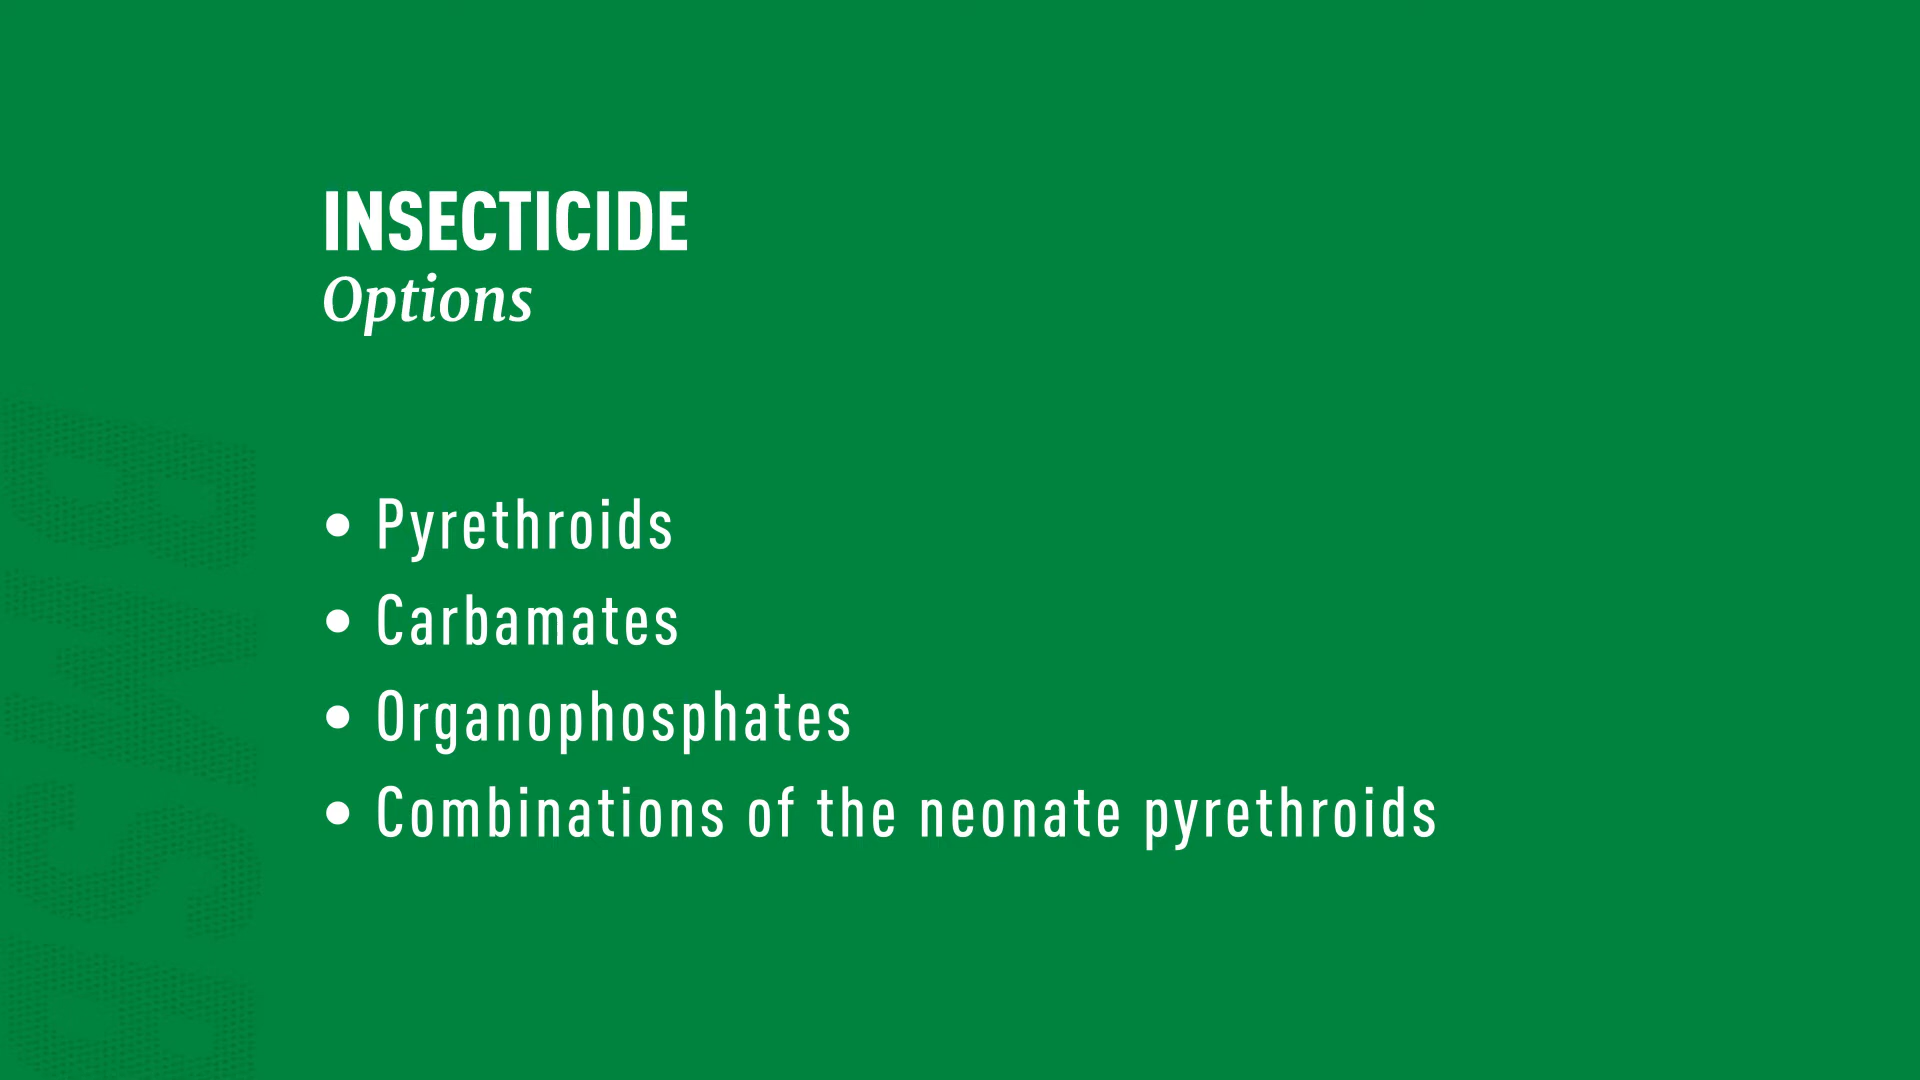 INSECTICIDE
Options
• Pyrethroids
• Carbamates
• Organophosphates
• Combinations of the neonate pyrethroids